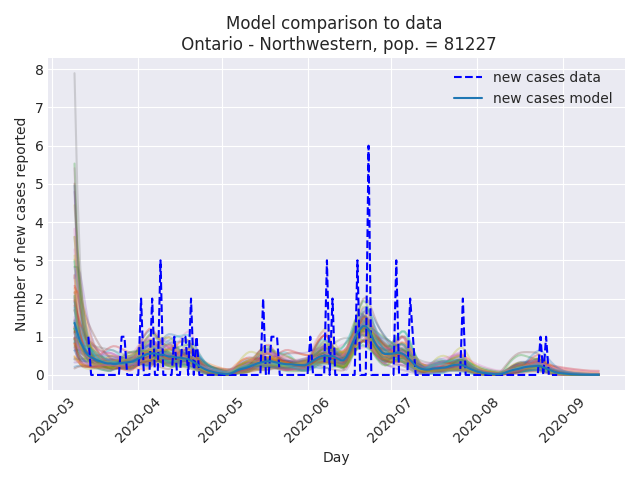 Model comparison to data
Ontario - Northwestern, pop. = 81227
new cases data
new cases model
Number of new cases reported
8
7
6
5
4
3
2
1
0
2020-03
2020-04
2020-05
2020-06
2020-07
2020-08
2020-09
Day